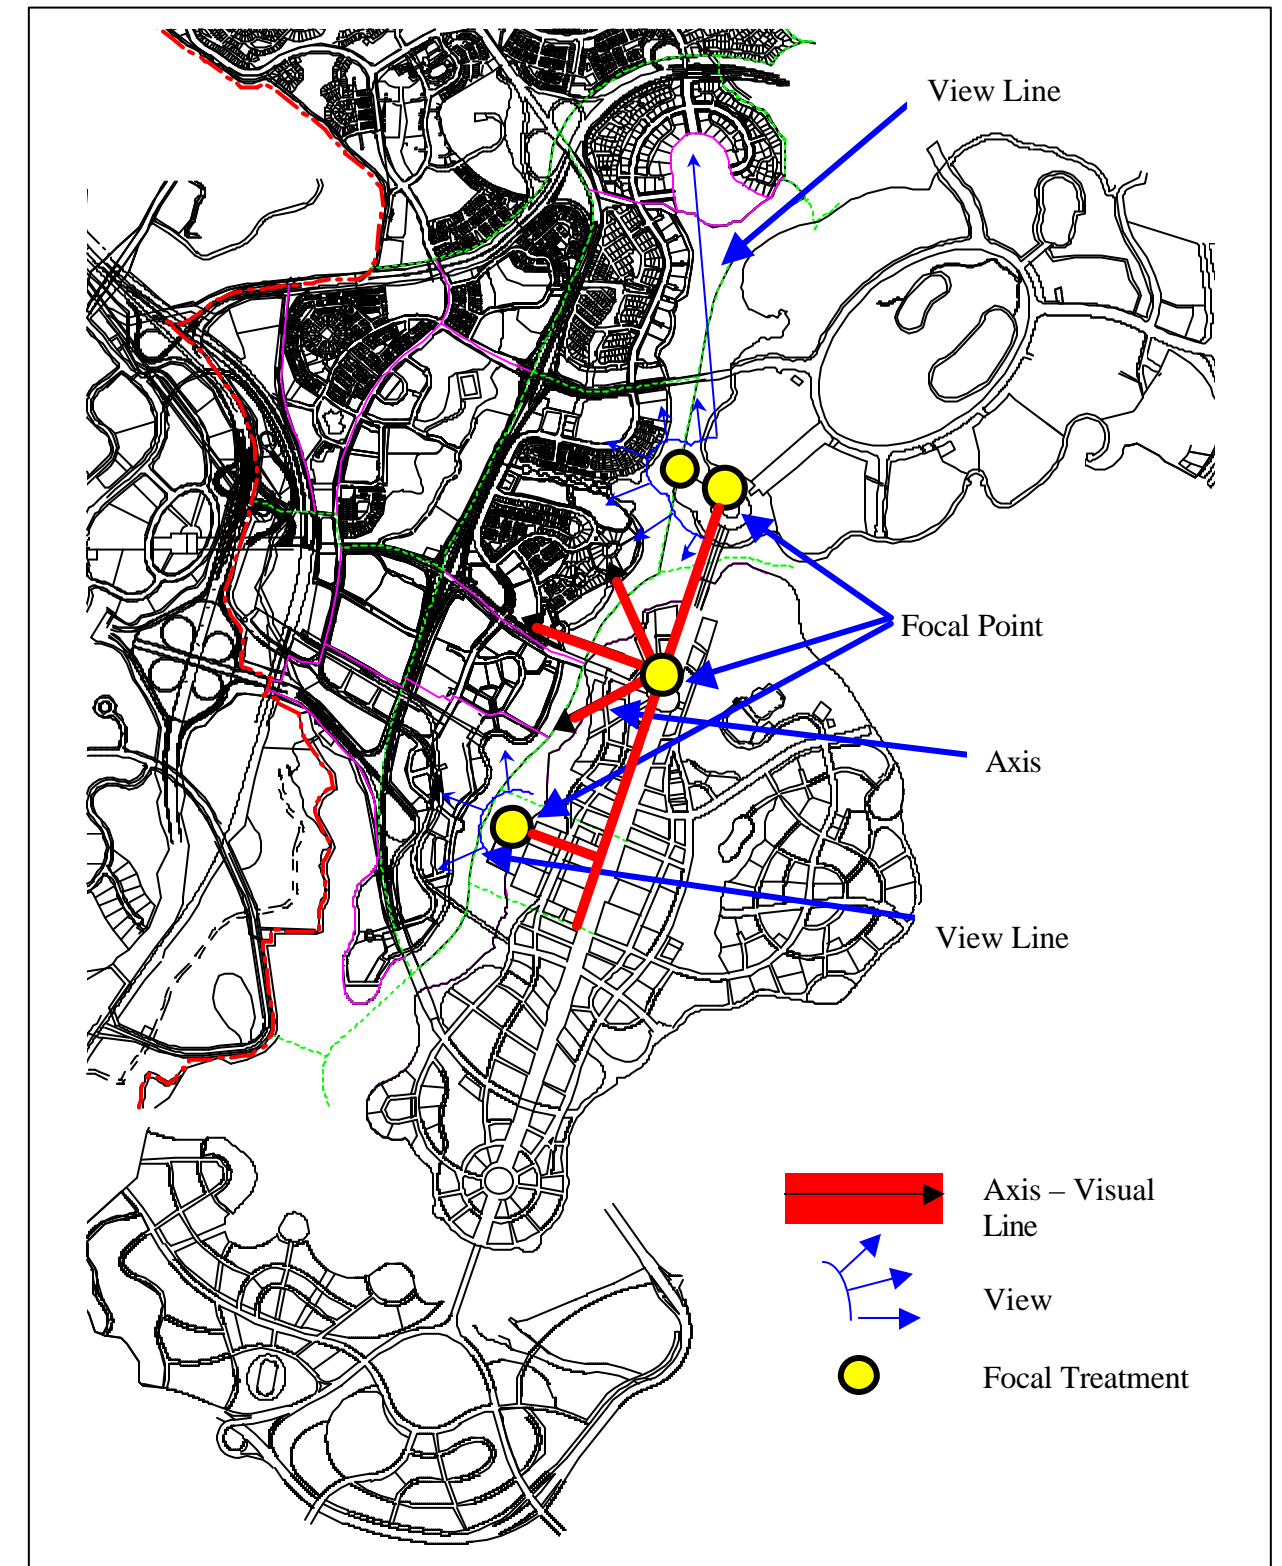 View Line
Focal Point
Axis
View Line
Axis – Visual
Line
View
Focal Treatment